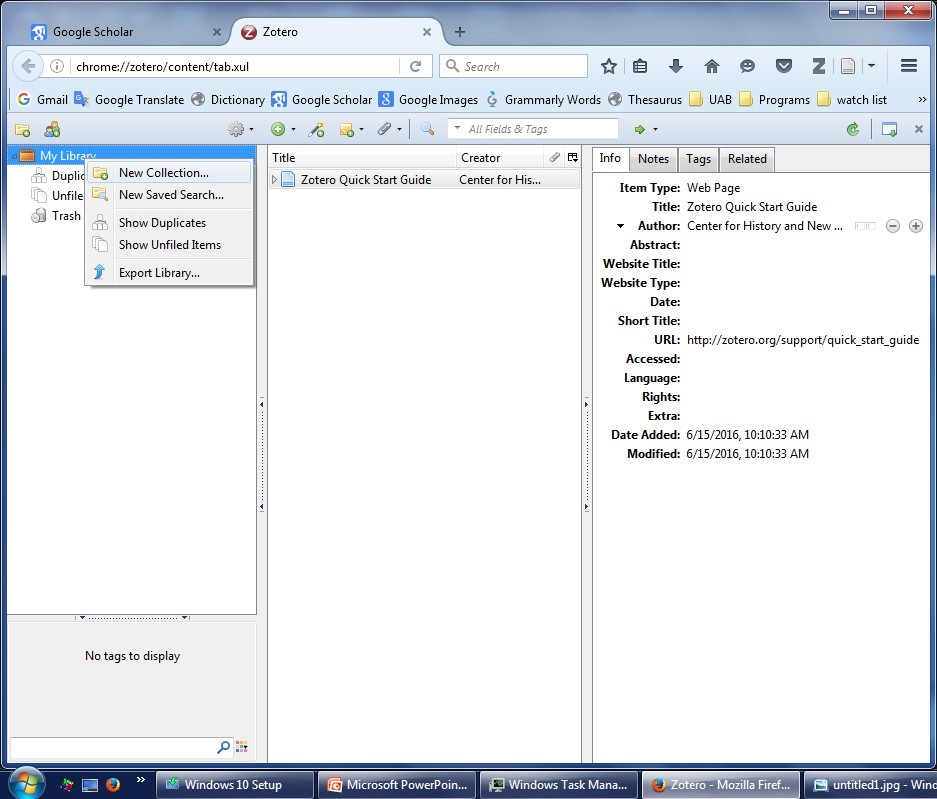 Google Scholar
Zotero
chrome://zotero/content/tab.xul
Search
Gmail
Google Translate
Dictionary
Google Scholar
Google Images
Grammarly Words
Thesaurus
UAB
Programs
watch list
All Fields & Tags
My Library
Duplic
Unfile
Trash
New Collection...
New Saved Search...
Show Duplicates
Show Unfiled Items
Export Library...
Title Creator
Zotero Quick Start Guide Center for His...
Info Notes Tags Related
Item Type: Web Page
Title: Zotero Quick Start Guide
Author: Center for History and New ...
Abstract:
Website Title:
Website Type:
Date:
Short Title:
URL: http://zotero.org/support/quick_start_guide
Accessed:
Language:
Rights:
Extra:
Date Added: 6/15/2016, 10:10:33 AM
Modified: 6/15/2016, 10:10:33 AM
No tags to display
Windows 10 Setup
Microsoft PowerPoin...
Windows Task Mana...
Zotero - Mozilla Firef...
untitled1.jpg - Windo